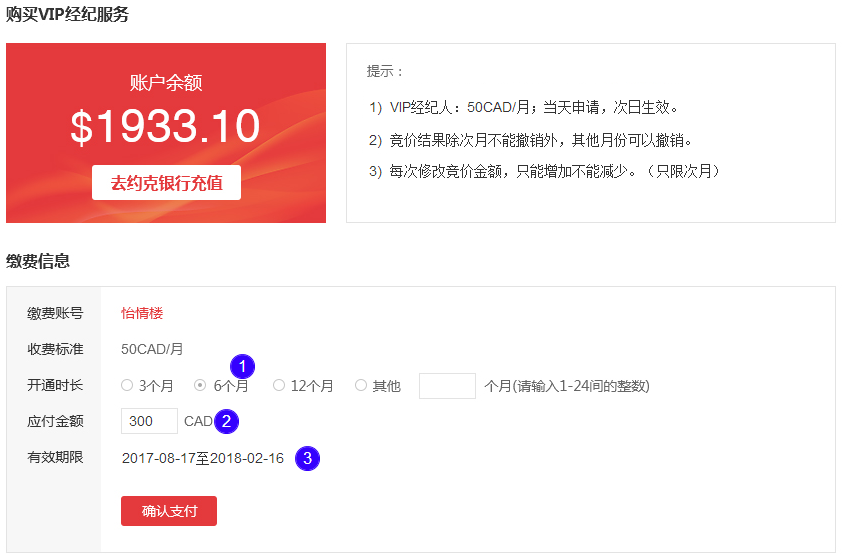 购买VIP经纪服务
账户余额
$1933.10
去约克银行充值
提示：
1) VIP经纪人：50CAD/月；当天申请，次日生效。
2) 竞价结果除次月不能撤销外，其他月份可以撤销。
3) 每次修改竞价金额，只能增加不能减少。（只限次月）
缴费信息
缴费账号 怡情楼
收费标准 50CAD/月
1
开通时长 3个月 6个月 12个月 其他 个月(请输入1-24间的整数)
应付金额 300 CAD 2
有效期限 2017-08-17至2018-02-16 3
确认支付